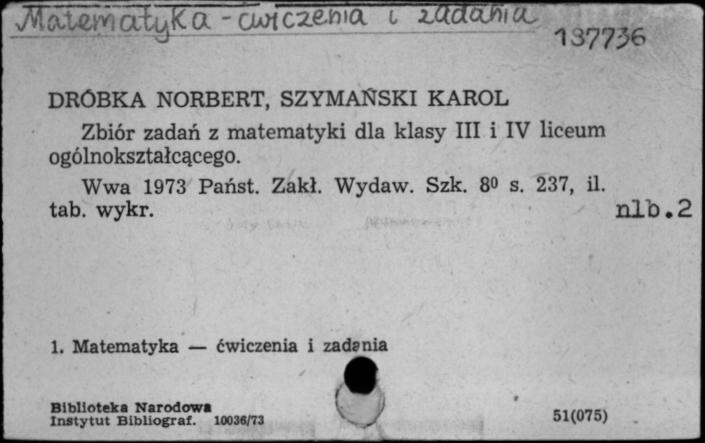 Matematyka - ćwiczenia i zadania
137736
DRÓBKA NORBERT, SZYMAŃSKI KAROL
Zbiór zadań z matematyki dla klasy III i IV liceum
ogólnokształcącego.
Wwa 1973 Państ. Zakł. Wydaw. Szk. 8⁰ s. 237, il.
tab. wykr.
nlb.2
1. Matematyka — ćwiczenia i zadania
Biblioteka Narodowa
Instytut Bibliograf. 10036/73
51(075)